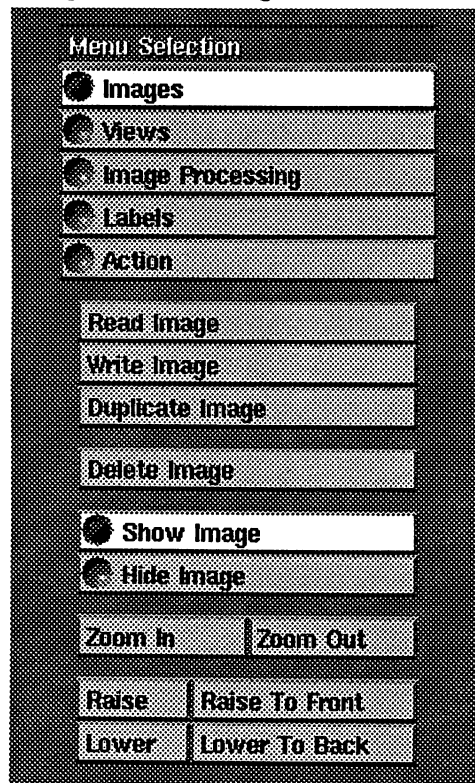 Menu Selection
Images
Views
Image Processing
Labels
Action
Read Image
Write Image
Duplicate Image
Delete Image
Show Image
Hide Image
Zoom In Zoom Out
Raise Raise To Front
Lower Lower To Back